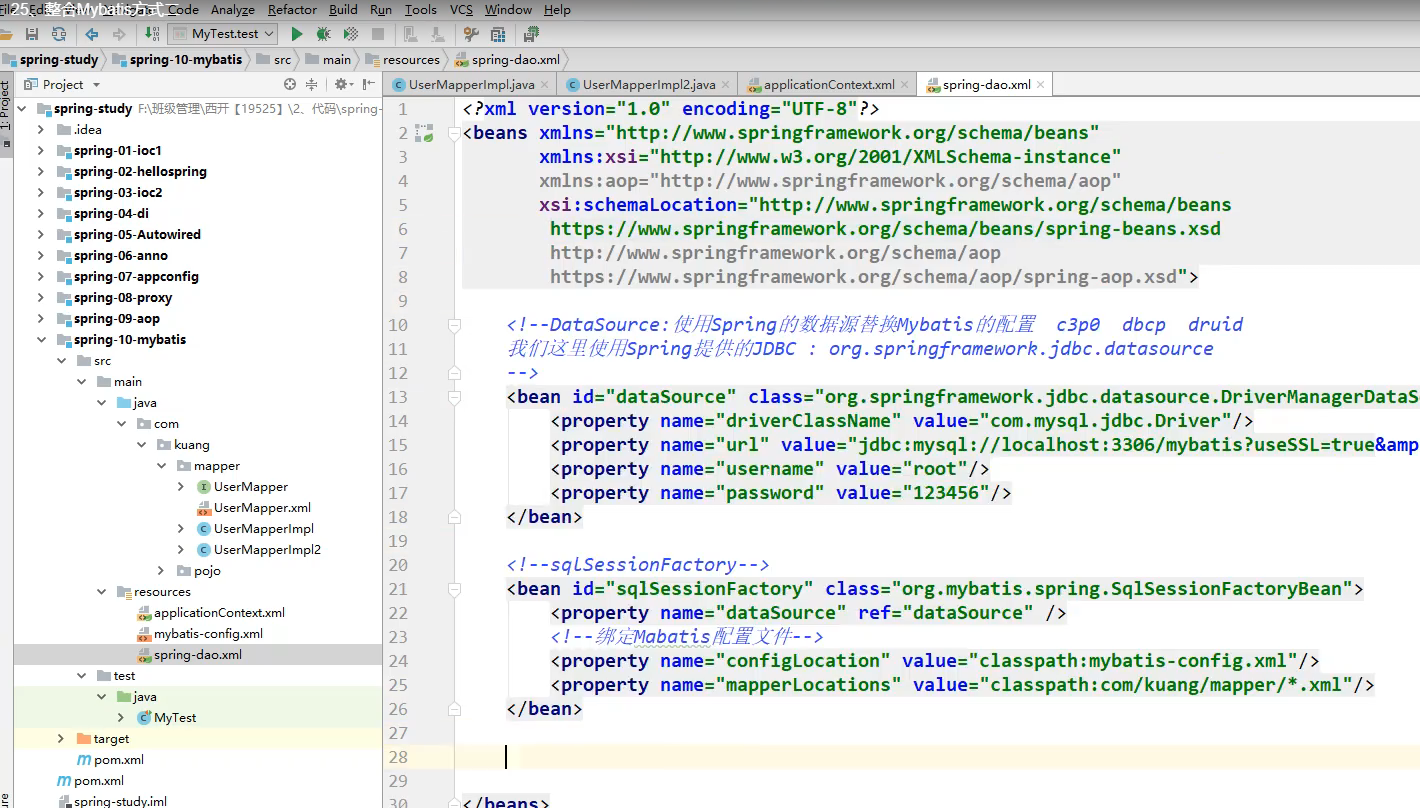 25、整合Mybatis方式二
Code Analyze Refactor Build Run Tools VCS Window Help
MyTest.test
spring-study spring-10-mybatis src main resources spring-dao.xml
1: Project
Project
UserMapperImpl.java UserMapperImpl2.java applicationContext.xml spring-dao.xml
spring-study F:\班级管理\西开【19525】\2、代码\spring-
.idea
spring-01-ioc1
spring-02-hellospring
spring-03-ioc2
spring-04-di
spring-05-Autowired
spring-06-anno
spring-07-appconfig
spring-08-proxy
spring-09-aop
spring-10-mybatis
src
main
java
com
kuang
mapper
UserMapper
UserMapper.xml
UserMapperImpl
UserMapperImpl2
pojo
resources
applicationContext.xml
mybatis-config.xml
spring-dao.xml
test
java
MyTest
target
pom.xml
pom.xml
spring-study.iml
1 <?xml version="1.0" encoding="UTF-8"?>
2 <beans xmlns="http://www.springframework.org/schema/beans"
3 xmlns:xsi="http://www.w3.org/2001/XMLSchema-instance"
4 xmlns:aop="http://www.springframework.org/schema/aop"
5 xsi:schemaLocation="http://www.springframework.org/schema/beans
6 https://www.springframework.org/schema/beans/spring-beans.xsd
7 http://www.springframework.org/schema/aop
8 https://www.springframework.org/schema/aop/spring-aop.xsd">
9
10 <!--DataSource:使用Spring的数据源替换Mybatis的配置 c3p0 dbcp druid
11 我们这里使用Spring提供的JDBC : org.springframework.jdbc.datasource
12 -->
13 <bean id="dataSource" class="org.springframework.jdbc.datasource.DriverManagerDataS
14 <property name="driverClassName" value="com.mysql.jdbc.Driver"/>
15 <property name="url" value="jdbc:mysql://localhost:3306/mybatis?useSSL=true&amp
16 <property name="username" value="root"/>
17 <property name="password" value="123456"/>
18 </bean>
19
20 <!--sqlSessionFactory-->
21 <bean id="sqlSessionFactory" class="org.mybatis.spring.SqlSessionFactoryBean">
22 <property name="dataSource" ref="dataSource" />
23 <!--绑定Mabatis配置文件-->
24 <property name="configLocation" value="classpath:mybatis-config.xml"/>
25 <property name="mapperLocations" value="classpath:com/kuang/mapper/*.xml"/>
26 </bean>
27
28
29
30 </beans>